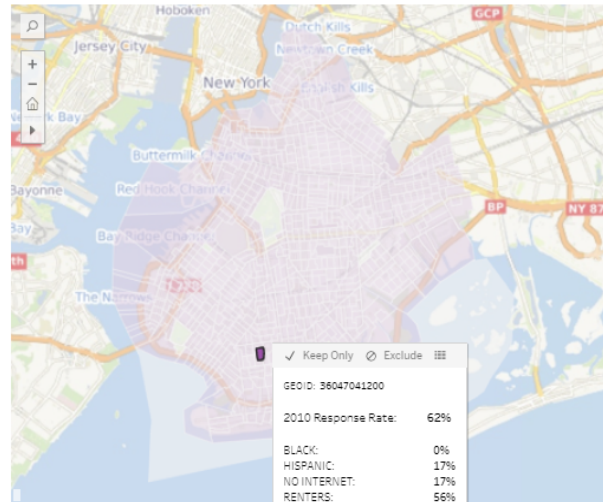 Hoboken
Dutch Kills
GCP
Jersey City
Newtown Creek
English Kills
New York
Buttermilk Channel
Bayonne
Red Hook Channel
BP
NY 87
Bay
Bay Ridge Channel
The Narrows
Keep Only Exclude
GEOID: 36047041200
2010 Response Rate: 62%
BLACK: 0%
HISPANIC: 17%
NO INTERNET: 17%
RENTERS: 56%